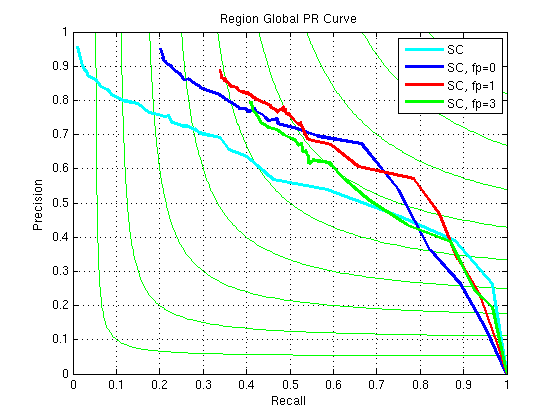 Region Global PR Curve
SC
SC, fp=0
SC, fp=1
SC, fp=3
Precision
1
0.9
0.8
0.7
0.6
0.5
0.4
0.3
0.2
0.1
0
0 0.1 0.2 0.3 0.4 0.5 0.6 0.7 0.8 0.9 1
Recall